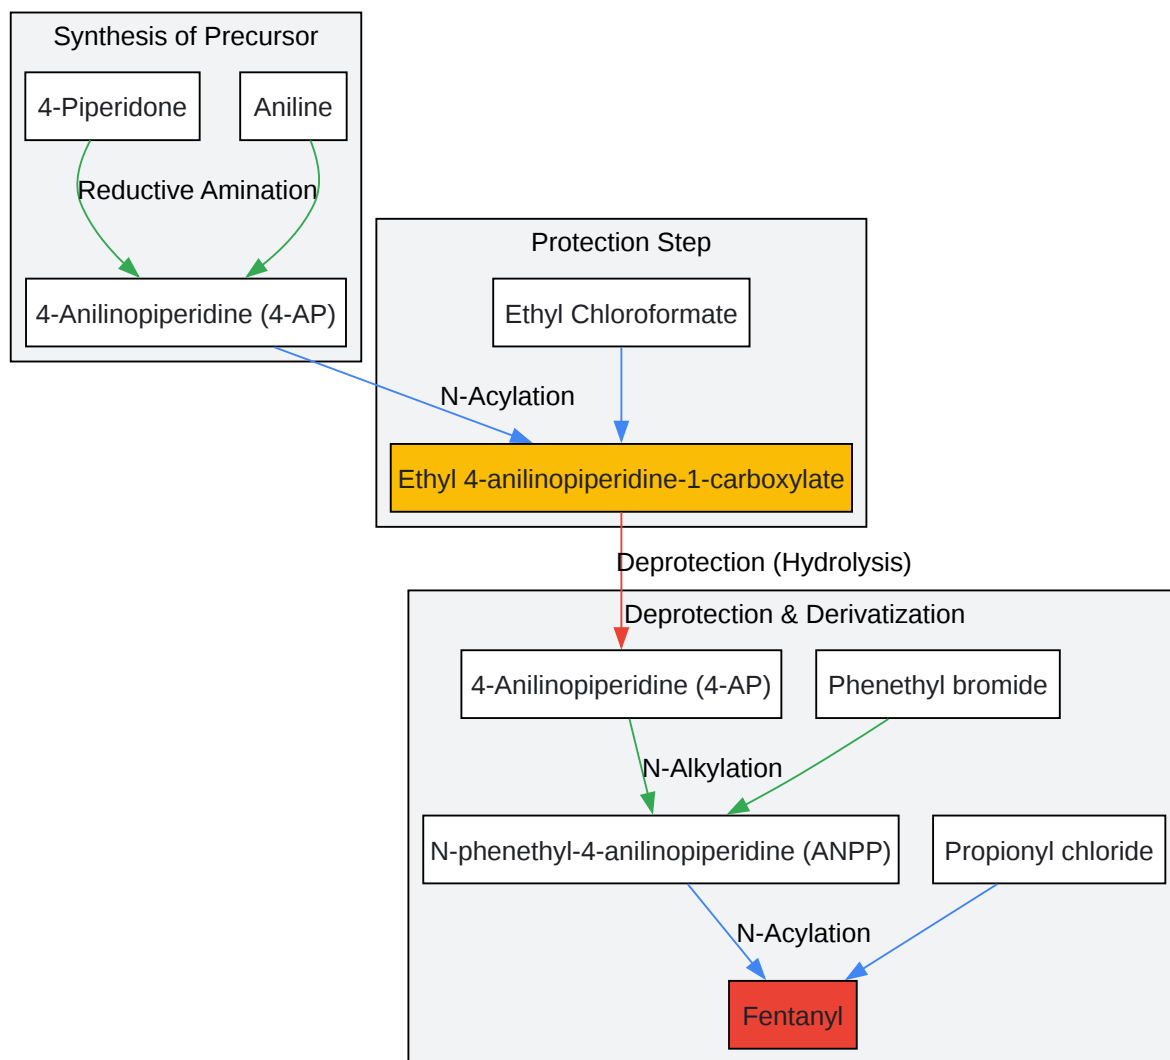 Synthesis of Precursor
4-Piperidone
Aniline
Reductive Amination
4-Anilinopiperidine (4-AP)
Protection Step
Ethyl Chloroformate
N-Acylation
Ethyl 4-anilinopiperidine-1-carboxylate
Deprotection (Hydrolysis)
Deprotection & Derivatization
4-Anilinopiperidine (4-AP)
Phenethyl bromide
N-Alkylation
N-phenethyl-4-anilinopiperidine (ANPP)
Propionyl chloride
N-Acylation
Fentanyl